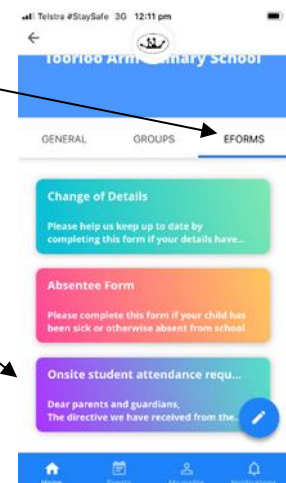 Telstra #StaySafe 3G 12:11 pm
Toorloo Arm Primary School
GENERAL GROUPS EFORMS
Change of Details
Please help us keep up to date by
completing this form if your details have...
Absentee Form
Please complete this form if your child has
been sick or otherwise absent from school.
Onsite student attendance requ...
Dear parents and guardians,
The directive we have received from the...
Home Events My profile Notifications